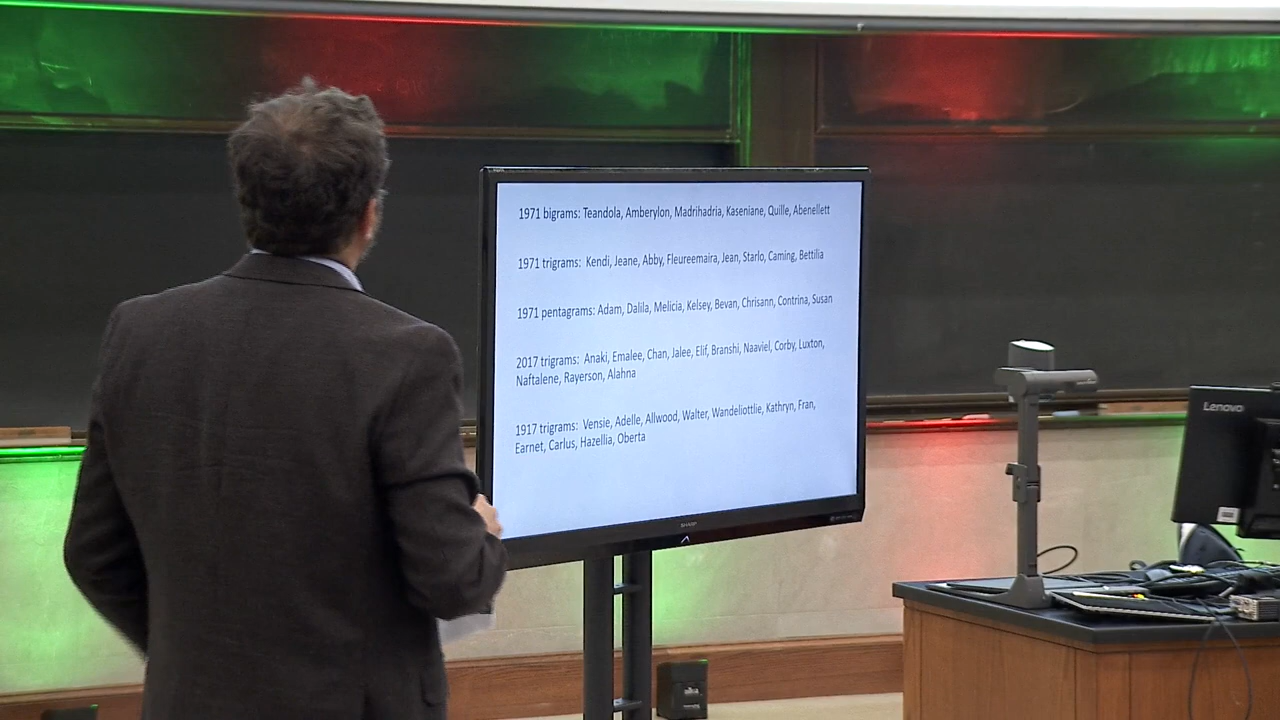 1971 bigrams: Teandola, Amberylon, Madrihadria, Kaseniane, Quille, Abenellett
1971 trigrams: Kendi, Jeane, Abby, Fleureemaira, Jean, Starlo, Caming, Bettilia
1971 pentagrams: Adam, Dalila, Melicia, Kelsey, Bevan, Chrisann, Contrina, Susan
2017 trigrams: Anaki, Emalee, Chan, Jalee, Elif, Branshi, Naaviel, Corby, Luxton,
Naftalene, Rayerson, Alahna
1917 trigrams: Vensie, Adelle, Allwood, Walter, Wandeliottlie, Kathryn, Fran,
Earnet, Carlus, Hazellia, Oberta
SHARP
Lenovo